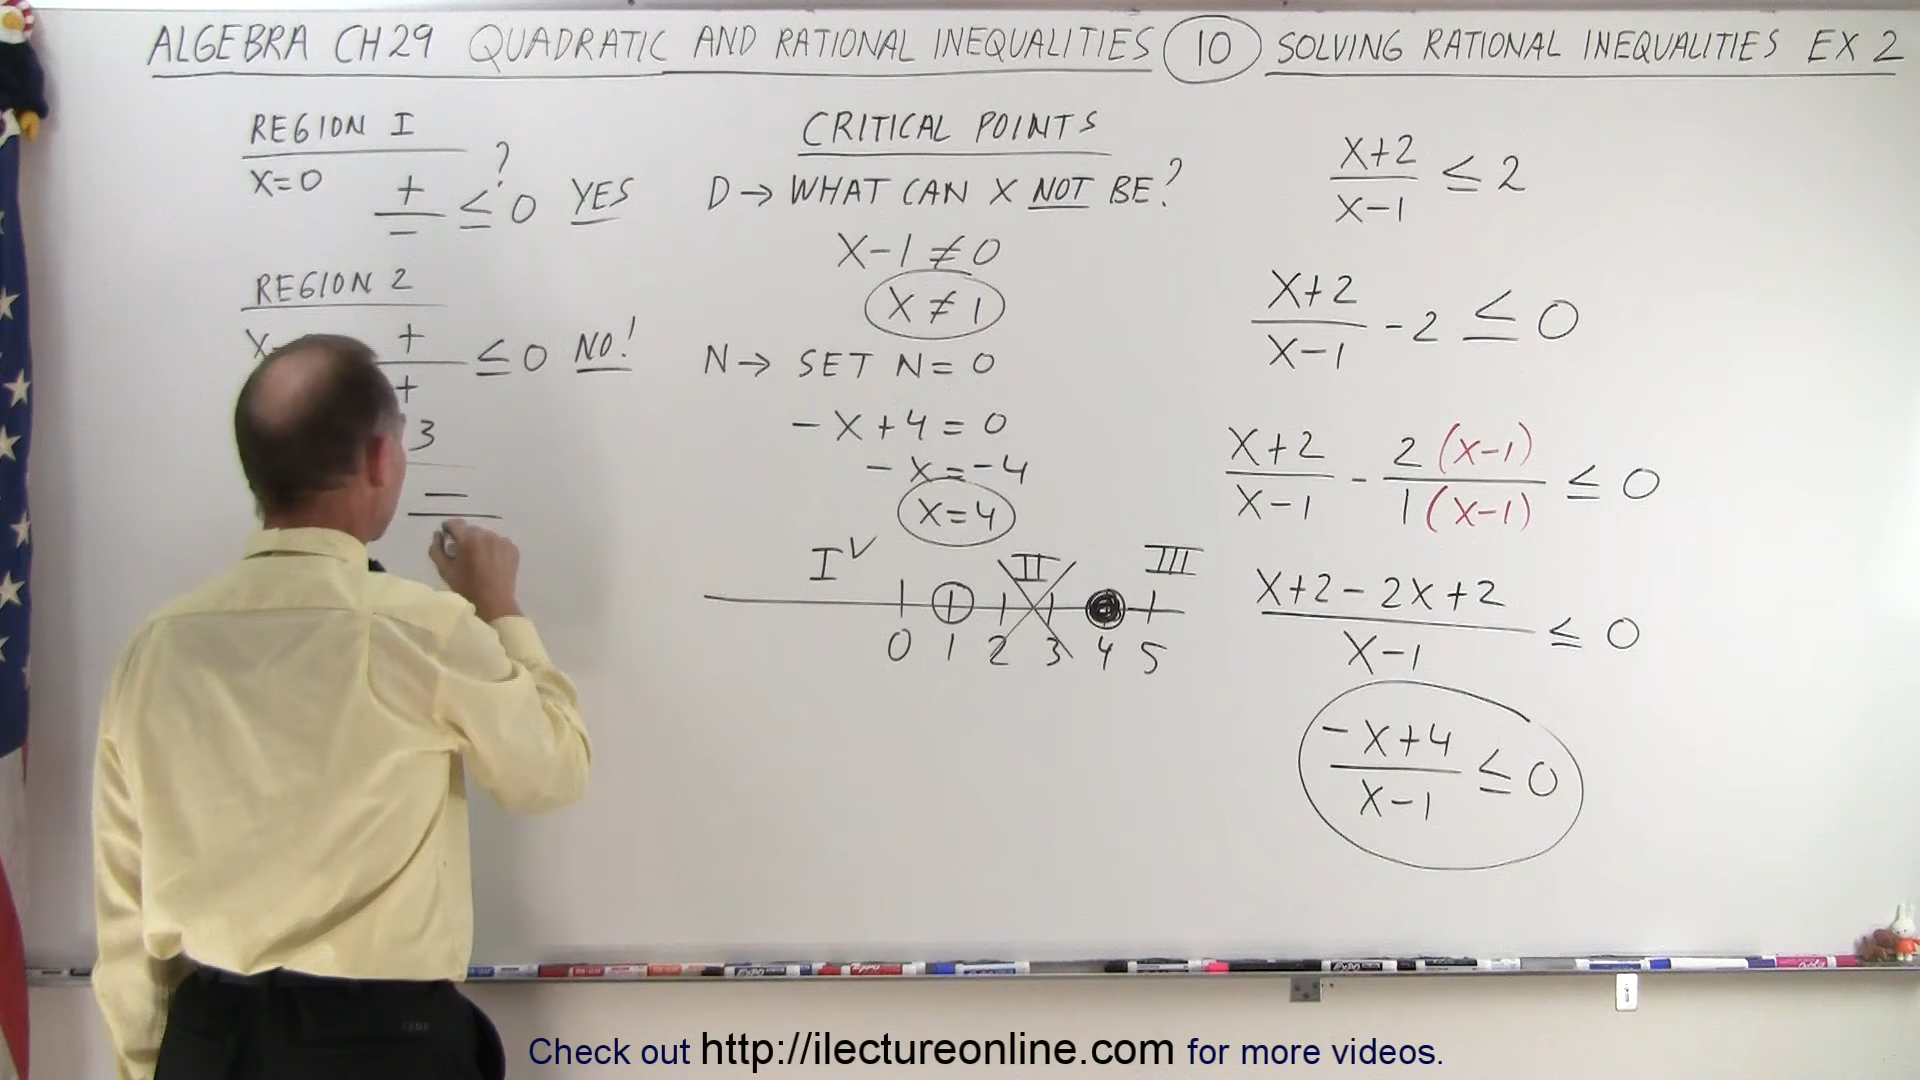 ALGEBRA CH29 QUADRATIC AND RATIONAL INEQUALITIES 10 SOLVING RATIONAL INEQUALITIES EX 2
REGION I
X=0
+/− ≤ 0 ? YES
REGION 2
X
+/+ ≤ 0 NO!
3
−
CRITICAL POINTS
D → WHAT CAN X NOT BE?
X−1 ≠ 0
X ≠ 1
N → SET N = 0
−X+4 = 0
−X = −4
X=4
I ✓ II III
0 1 2 3 4 5
X+2/X−1 ≤ 2
X+2/X−1 − 2 ≤ 0
X+2/X−1 − 2(X−1)/1(X−1) ≤ 0
X+2−2X+2/X−1 ≤ 0
−X+4/X−1 ≤ 0
Check out http://ilectureonline.com for more videos.